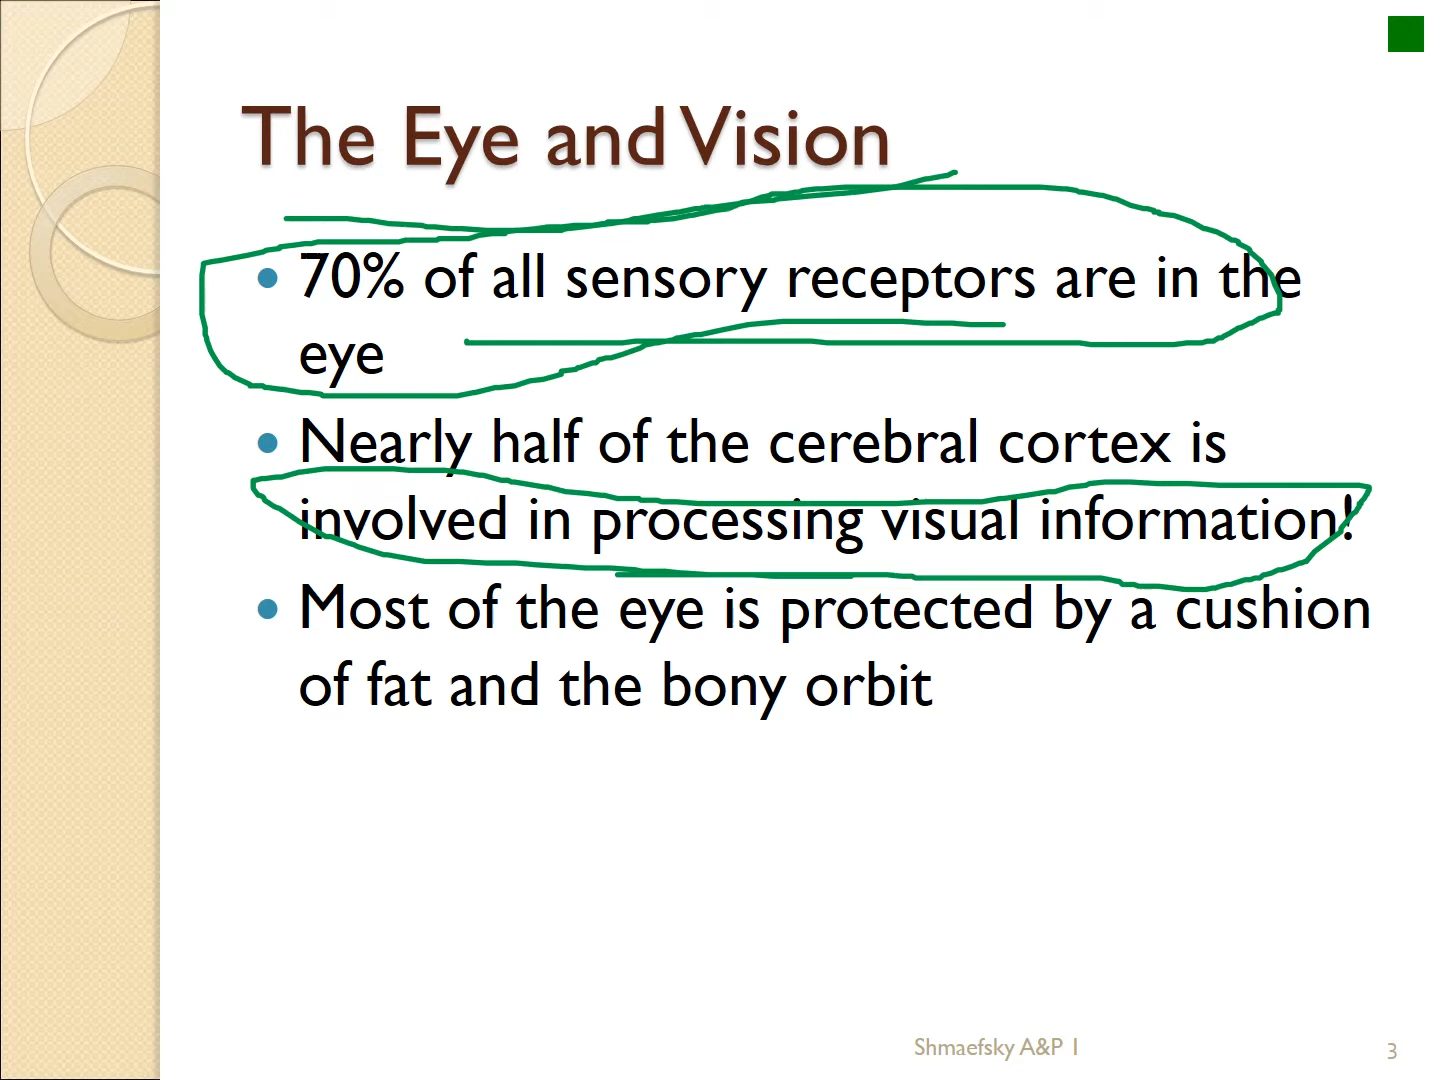 The Eye and Vision
• 70% of all sensory receptors are in the
eye
• Nearly half of the cerebral cortex is
involved in processing visual information!
• Most of the eye is protected by a cushion
of fat and the bony orbit
Shmaefsky A&P 1
3